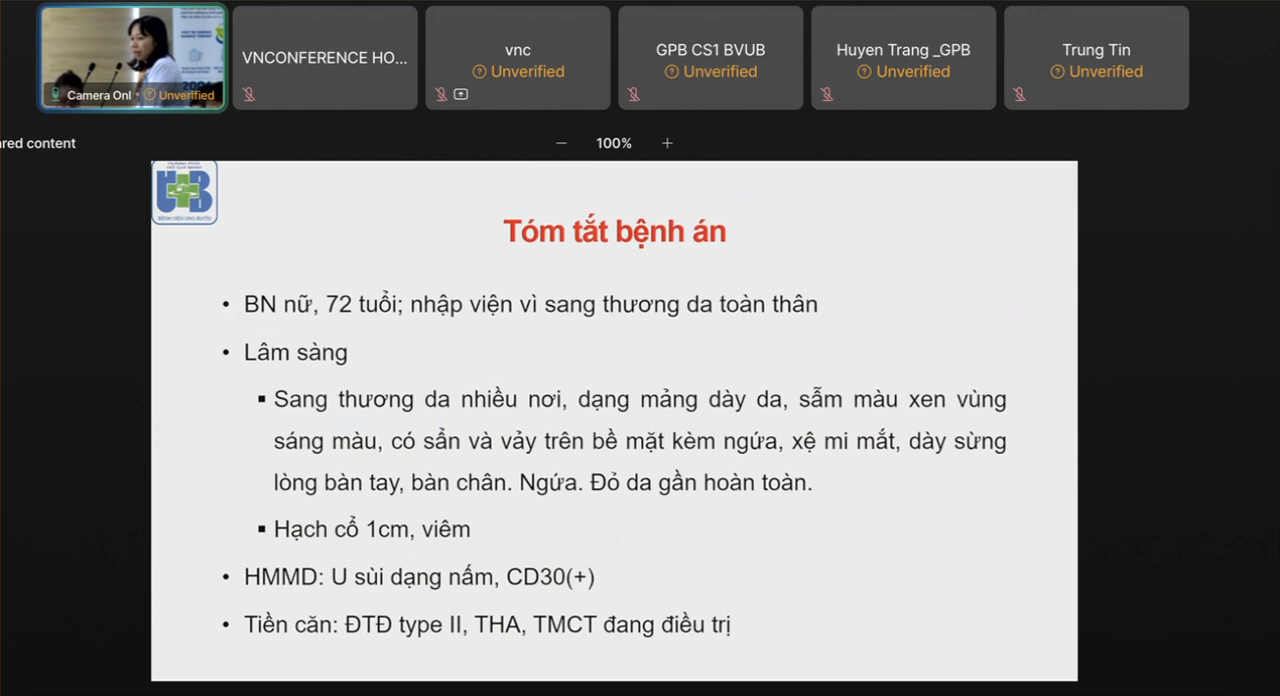 Camera Onl
Unverified
VNCONFERENCE HO...
vnc
Unverified
GPB CS1 BVUB
Unverified
Huyen Trang _GPB
Unverified
Trung Tin
Unverified
ared content
100%
BỆNH VIỆN UNG BƯỚU
Tóm tắt bệnh án
• BN nữ, 72 tuổi; nhập viện vì sang thương da toàn thân
• Lâm sàng
▪ Sang thương da nhiều nơi, dạng mảng dày da, sẫm màu xen vùng
sáng màu, có sẩn và vảy trên bề mặt kèm ngứa, xệ mi mắt, dày sừng
lòng bàn tay, bàn chân. Ngứa. Đỏ da gần hoàn toàn.
▪ Hạch cổ 1cm, viêm
• HMMD: U sùi dạng nấm, CD30(+)
• Tiền căn: ĐTĐ type II, THA, TMCT đang điều trị